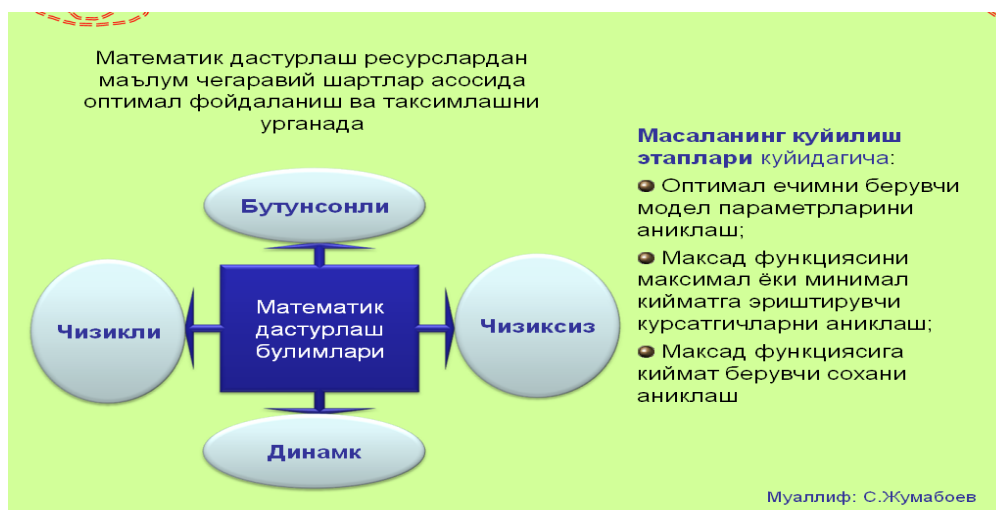 Математик дастурлаш ресурслардан
маълум чегаравий шартлар асосида
оптимал фойдаланиш ва таксимлашни
урганада
Бутунсонли
Чизикли
Математик
дастурлаш
булимлари
Чизиксиз
Динамк
Масаланинг куйилиш
этаплари куйидагича:
Оптимал ечимни берувчи
модел параметрларини
аниклаш;
Максад функциясини
максимал ёки минимал
кийматга эриштирувчи
курсатгичларни аниклаш;
Максад функциясига
киймат берувчи сохани
аниклаш
Муаллиф: С.Жумабоев